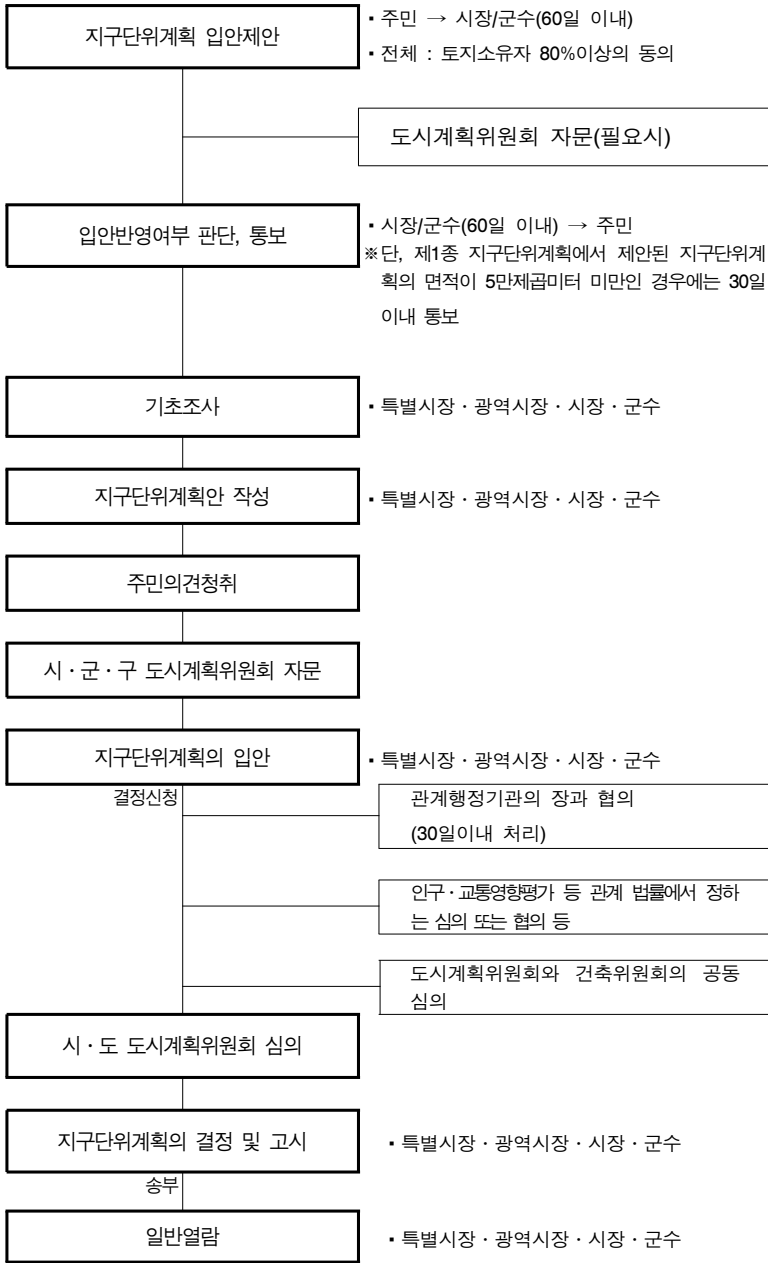 지구단위계획 입안제안
▪ 주민 → 시장/군수(60일 이내)
▪ 전체 : 토지소유자 80%이상의 동의
도시계획위원회 자문(필요시)
입안반영여부 판단, 통보
▪ 시장/군수(60일 이내) → 주민
※단, 제1종 지구단위계획에서 제안된 지구단위계
획의 면적이 5만제곱미터 미만인 경우에는 30일
이내 통보
기초조사
▪ 특별시장·광역시장·시장·군수
지구단위계획안 작성
▪ 특별시장·광역시장·시장·군수
주민의견청취
시·군·구 도시계획위원회 자문
지구단위계획의 입안
▪ 특별시장·광역시장·시장·군수
결정신청
관계행정기관의 장과 협의
(30일이내 처리)
인구·교통영향평가 등 관계 법률에서 정하
는 심의 또는 협의 등
도시계획위원회와 건축위원회의 공동
심의
시·도 도시계획위원회 심의
지구단위계획의 결정 및 고시
▪ 특별시장·광역시장·시장·군수
송부
일반열람
▪ 특별시장·광역시장·시장·군수